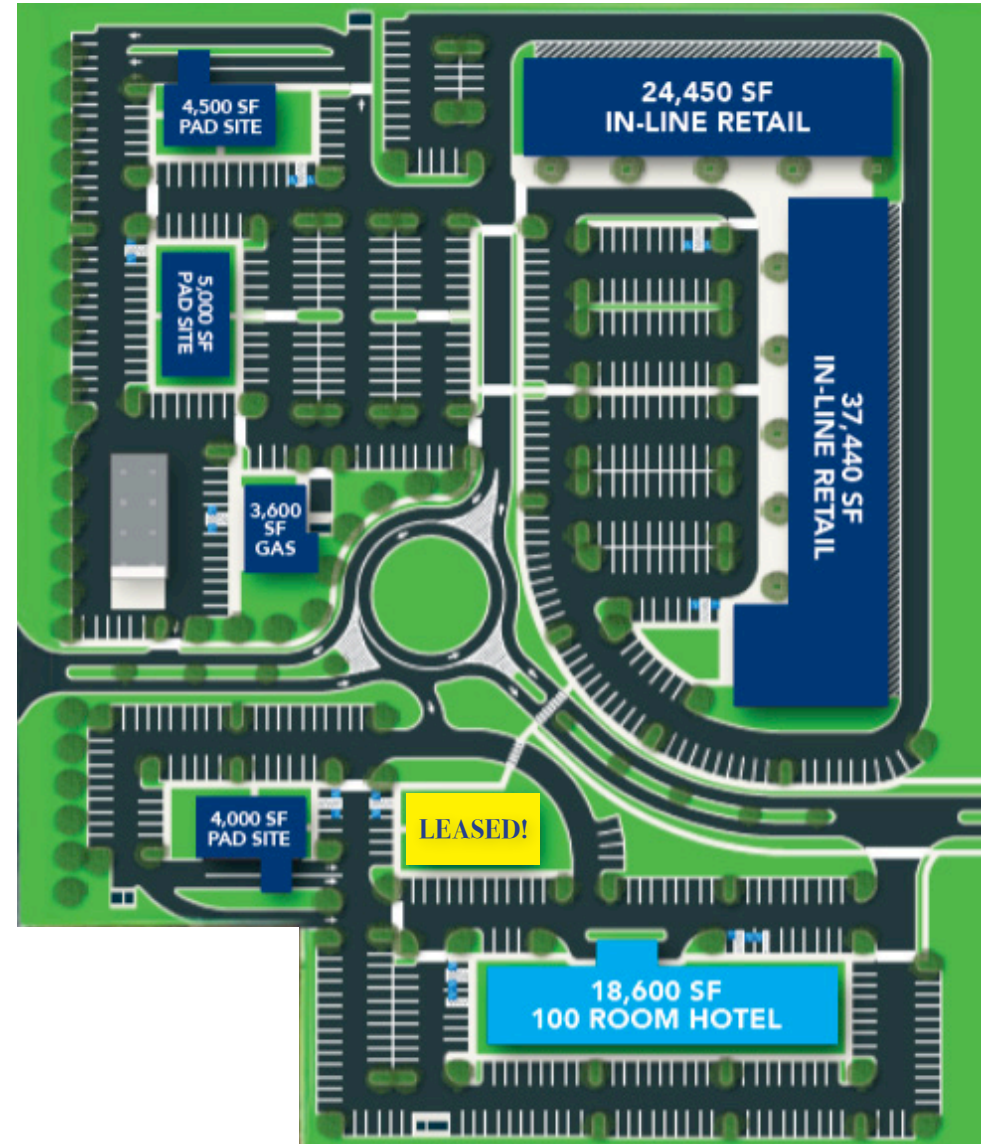 24,450 SF
IN-LINE RETAIL
4,500 SF
PAD SITE
5,000 SF
PAD SITE
37,440 SF
IN-LINE RETAIL
3,600
SF
GAS
4,000 SF
PAD SITE
LEASED!
18,600 SF
100 ROOM HOTEL